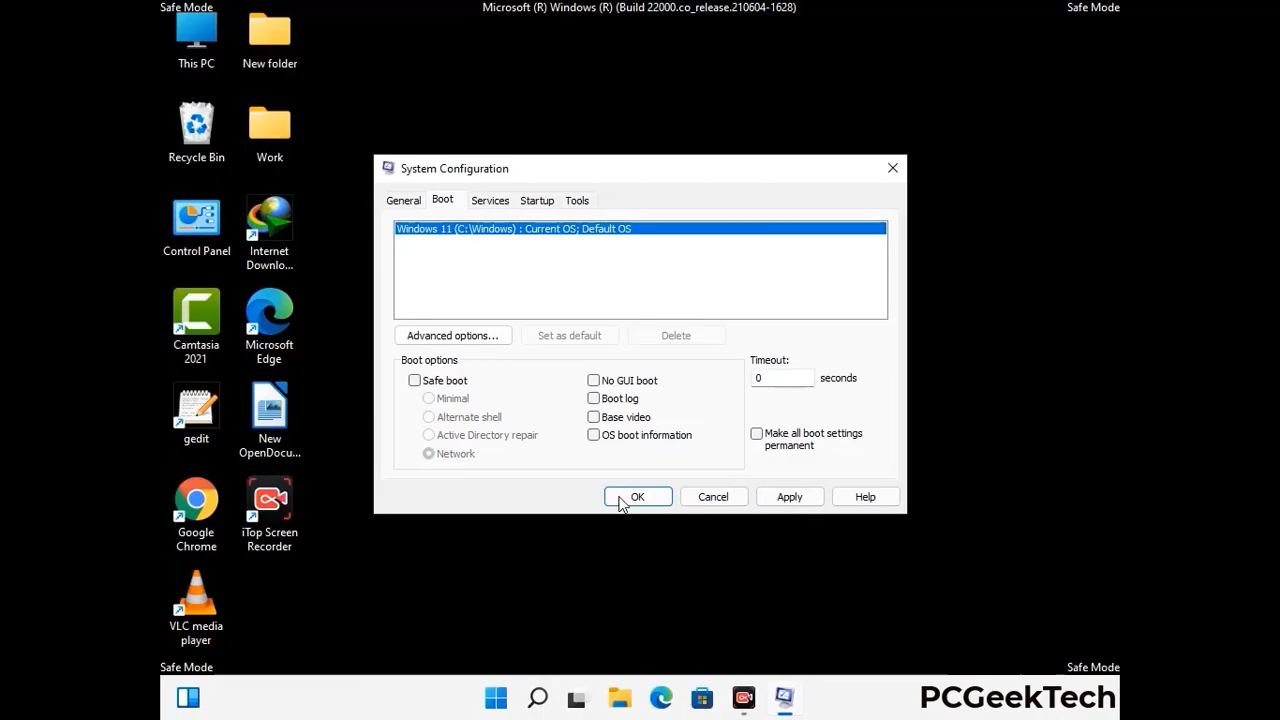 Safe Mode
Microsoft (R) Windows (R) (Build 22000.co_release.210604-1628)
Safe Mode
This PC
New folder
Recycle Bin
Work
Control Panel
Internet
Downlo...
Camtasia
2021
Microsoft
Edge
gedit
New
OpenDocu...
Google
Chrome
iTop Screen
Recorder
VLC media
player
System Configuration
General
Boot
Services
Startup
Tools
Windows 11 (C:\Windows) : Current OS; Default OS
Advanced options...
Set as default
Delete
Boot options
Safe boot
Minimal
Alternate shell
Active Directory repair
Network
No GUI boot
Boot log
Base video
OS boot information
Timeout:
0 seconds
Make all boot settings
permanent
OK
Cancel
Apply
Help
Safe Mode
Safe Mode
PCGeekTech